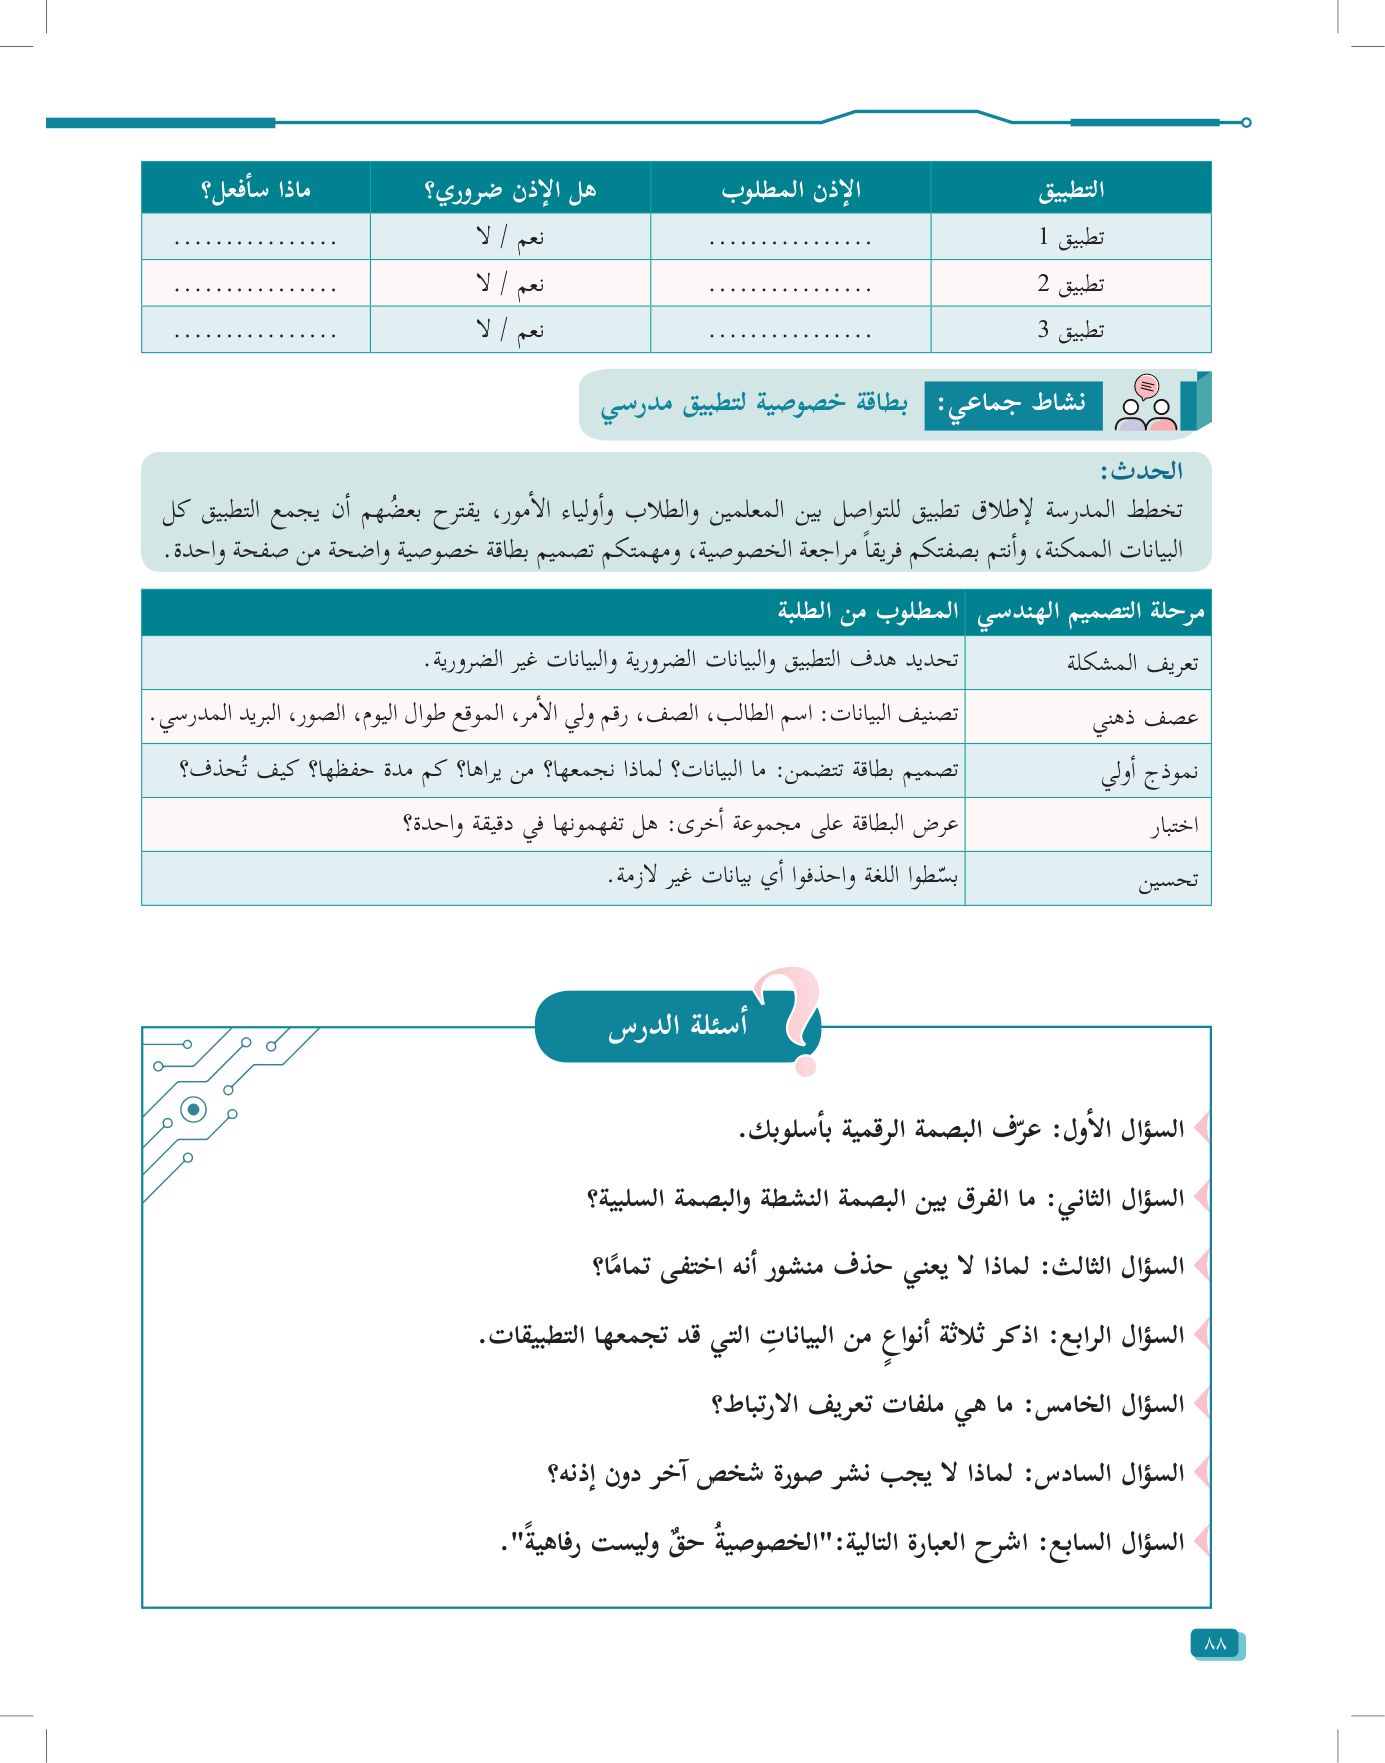 التطبيق الإذن المطلوب هل الإذن ضروري؟ ماذا سأفعل؟
تطبيق 1 ................ نعم / لا ................
تطبيق 2 ................ نعم / لا ................
تطبيق 3 ................ نعم / لا ................
نشاط جماعي: بطاقة خصوصية لتطبيق مدرسي
الحدث:
تخطط المدرسة لإطلاق تطبيق للتواصل بين المعلمين والطلاب وأولياء الأمور، يقترح بعضُهم أن يجمع التطبيق كل
البيانات الممكنة، وأنتم بصفتكم فريقاً مراجعة الخصوصية، ومهمتكم تصميم بطاقة خصوصية واضحة من صفحة واحدة.
مرحلة التصميم الهندسي المطلوب من الطلبة
تعريف المشكلة تحديد هدف التطبيق والبيانات الضرورية والبيانات غير الضرورية.
عصف ذهني تصنيف البيانات: اسم الطالب، الصف، رقم ولي الأمر، الموقع طوال اليوم، الصور، البريد المدرسي.
نموذج أولي تصميم بطاقة تتضمن: ما البيانات؟ لماذا نجمعها؟ من يراها؟ كم مدة حفظها؟ كيف تُحذف؟
اختبار عرض البطاقة على مجموعة أخرى: هل تفهمونها في دقيقة واحدة؟
تحسين بسّطوا اللغة واحذفوا أي بيانات غير لازمة.
أسئلة الدرس
السؤال الأول: عرّف البصمة الرقمية بأسلوبك.
السؤال الثاني: ما الفرق بين البصمة النشطة والبصمة السلبية؟
السؤال الثالث: لماذا لا يعني حذف منشور أنه اختفى تمامًا؟
السؤال الرابع: اذكر ثلاثة أنواعٍ من البياناتِ التي قد تجمعها التطبيقات.
السؤال الخامس: ما هي ملفات تعريف الارتباط؟
السؤال السادس: لماذا لا يجب نشر صورة شخص آخر دون إذنه؟
السؤال السابع: اشرح العبارة التالية:"الخصوصيةُ حقٌ وليست رفاهيةً".
٨٨